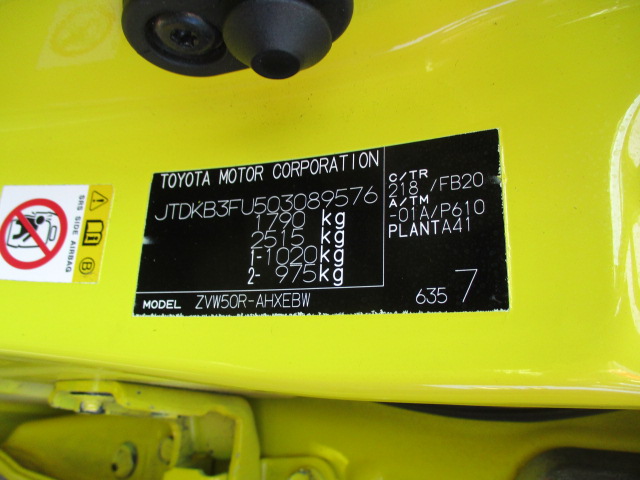 TOYOTA MOTOR CORPORATION
JTDKB3FU503089576
1790 kg
2515 kg
1-1020kg
2- 975kg
C/TR
218 /FB20
A/TM
-01A/P610
PLANTA41
MODEL ZVW50R-AHXEBW
635 7
SRS SIDE AIRBAG
B